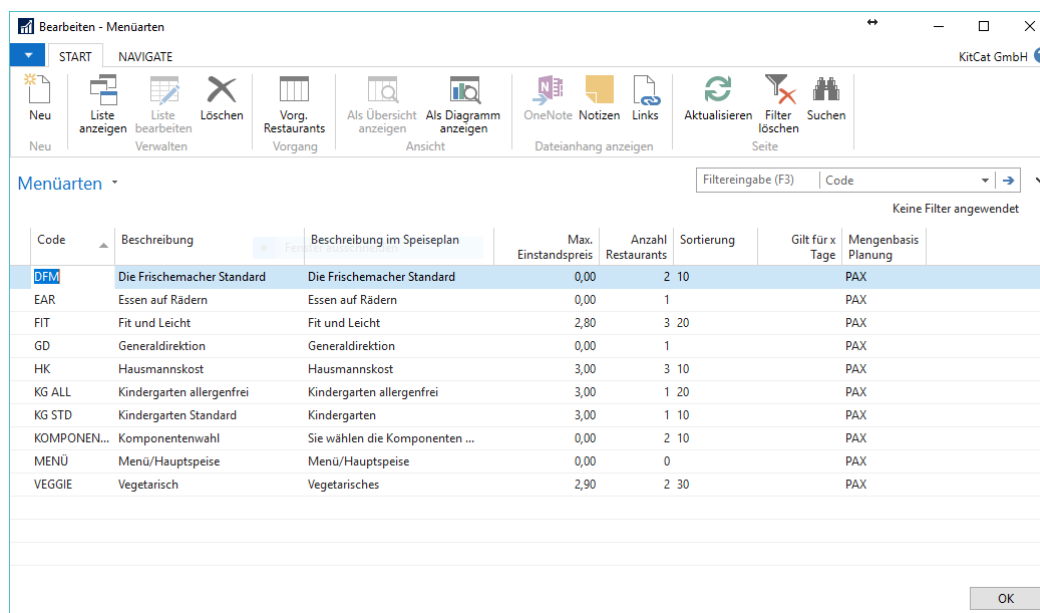 Bearbeiten - Menüarten
START NAVIGATE KitCat GmbH
Neu Liste anzeigen Liste bearbeiten Löschen Vorg. Restaurants Als Übersicht anzeigen Als Diagramm anzeigen OneNote Notizen Links Aktualisieren Filter löschen Suchen
Neu Verwalten Vorgang Ansicht Dateianhang anzeigen Seite
Menüarten Filtereingabe (F3) Code
Keine Filter angewendet
Code Beschreibung Beschreibung im Speiseplan Max. Einstandspreis Anzahl Restaurants Sortierung Gilt für x Tage Mengenbasis Planung
DFM Die Frischemacher Standard Die Frischemacher Standard 0,00 2 10 PAX
EAR Essen auf Rädern Essen auf Rädern 0,00 1 PAX
FIT Fit und Leicht Fit und Leicht 2,80 3 20 PAX
GD Generaldirektion Generaldirektion 0,00 1 PAX
HK Hausmannskost Hausmannskost 3,00 3 10 PAX
KG ALL Kindergarten allergenfrei Kindergarten allergenfrei 3,00 1 20 PAX
KG STD Kindergarten Standard Kindergarten 3,00 1 10 PAX
KOMPONEN... Komponentenwahl Sie wählen die Komponenten ... 0,00 2 10 PAX
MENÜ Menü/Hauptspeise Menü/Hauptspeise 0,00 0 PAX
VEGGIE Vegetarisch Vegetarisches 2,90 2 30 PAX
OK